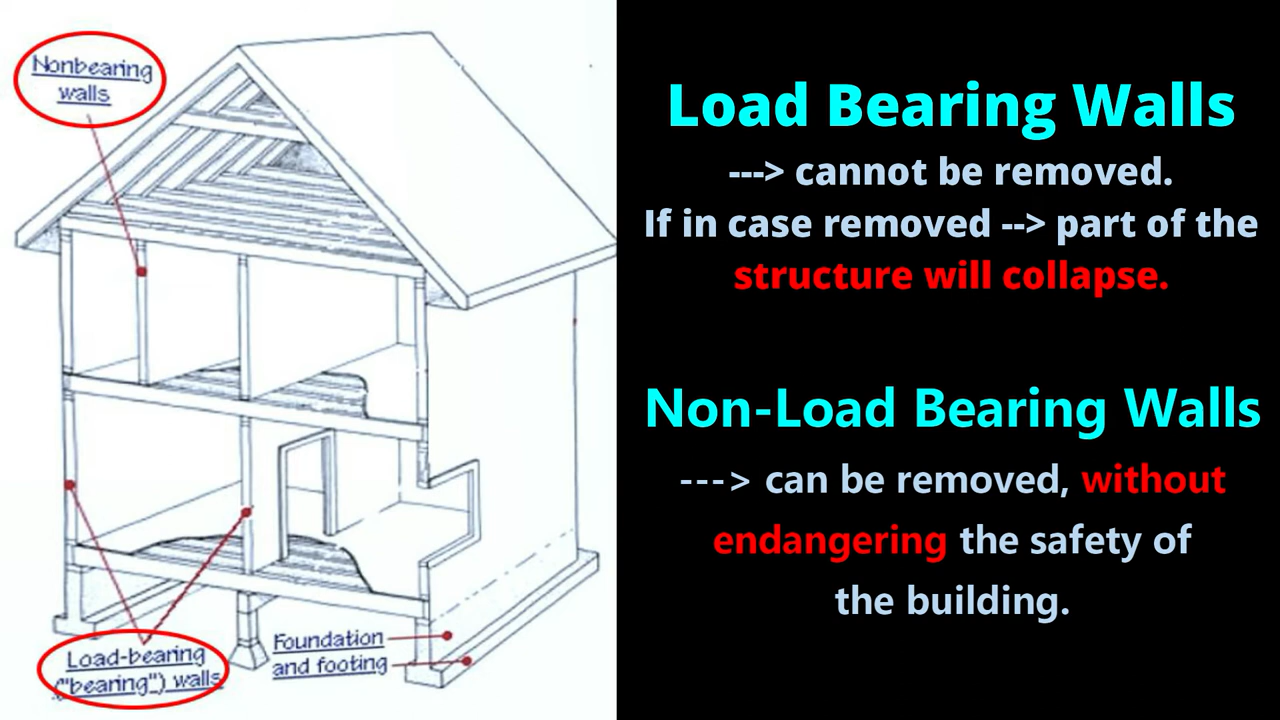 Nonbearing
walls
Load-bearing
("bearing") walls
Foundation
and footing
Load Bearing Walls
---> cannot be removed.
If in case removed --> part of the
structure will collapse.
Non-Load Bearing Walls
---> can be removed, without
endangering the safety of
the building.